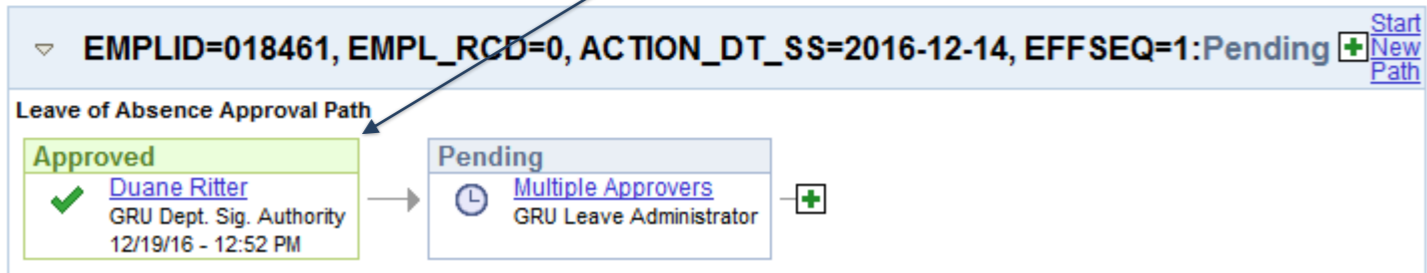 EMPLID=018461, EMPL_RCD=0, ACTION_DT_SS=2016-12-14, EFFSEQ=1:Pending
Start
New
Path
Leave of Absence Approval Path
Approved
Duane Ritter
GRU Dept. Sig. Authority
12/19/16 - 12:52 PM
Pending
Multiple Approvers
GRU Leave Administrator